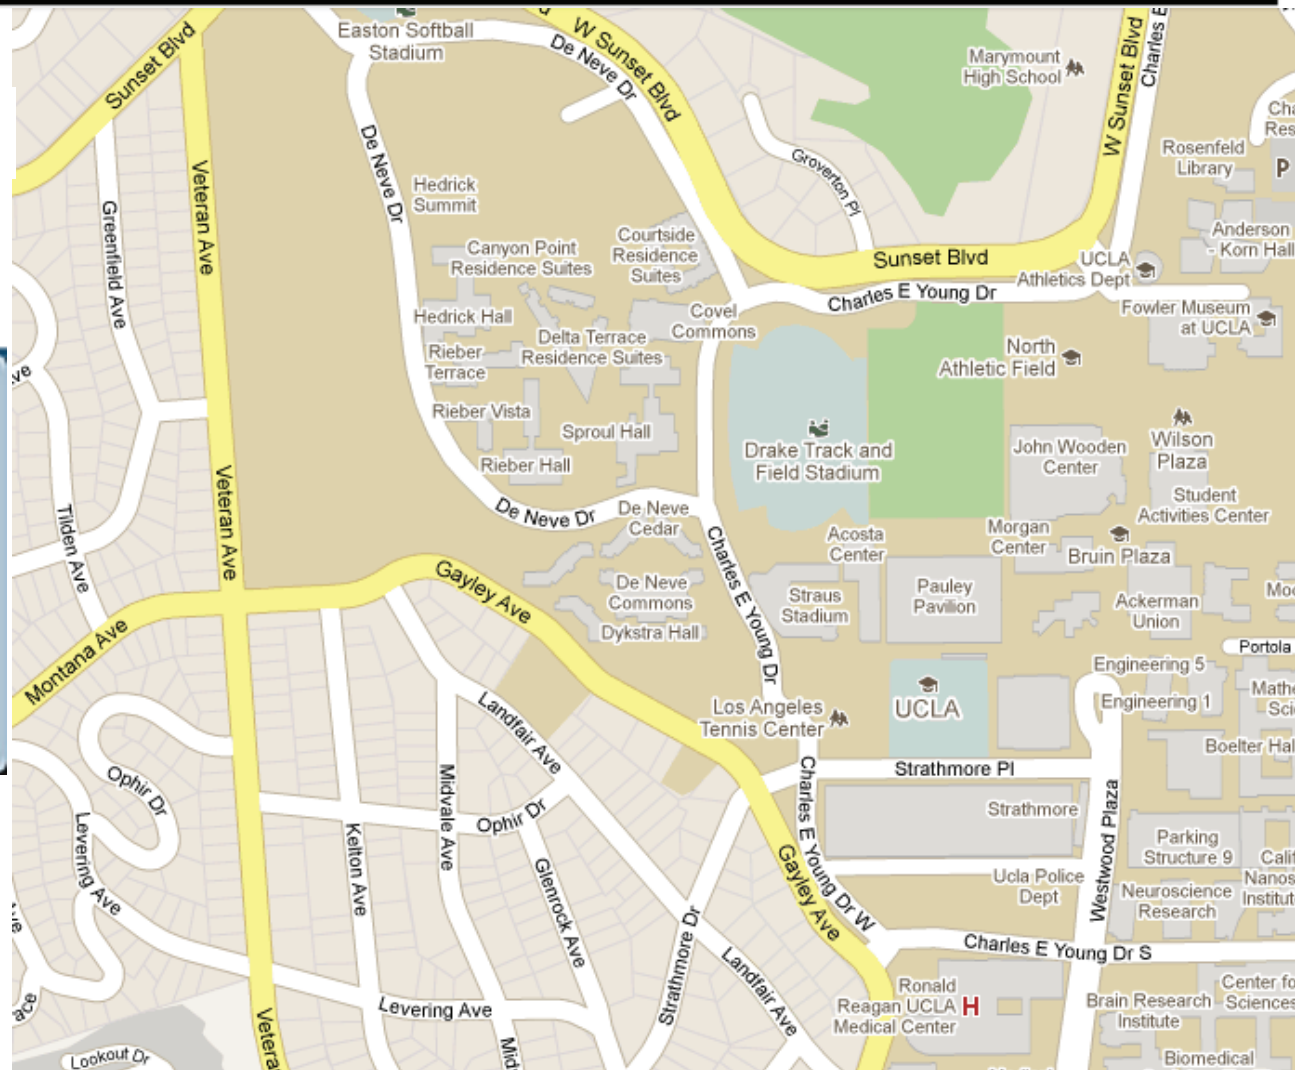 Easton Softball
Stadium
W Sunset Blvd
De Neve Dr
Sunset Blvd
Marymount
High School
W Sunset Blvd
Charles E
Rosenfeld
Library
P
Groverton Pl
De Neve Dr
Veteran Ave
Greenfield Ave
Hedrick
Summit
Canyon Point
Residence Suites
Courtside
Residence
Suites
Anderson
- Korn Hall
Sunset Blvd
UCLA
Athletics Dept
Charles E Young Dr
Fowler Museum
at UCLA
Hedrick Hall
Covel
Commons
Delta Terrace
Residence Suites
Rieber
Terrace
North
Athletic Field
Rieber Vista
Sproul Hall
Rieber Hall
Drake Track and
Field Stadium
John Wooden
Center
Wilson
Plaza
Student
Activities Center
Veteran Ave
Tilden Ave
De Neve Dr
De Neve
Cedar
Charles E Young Dr
Acosta
Center
Morgan
Center
Bruin Plaza
Gayley Ave
De Neve
Commons
Dykstra Hall
Straus
Stadium
Pauley
Pavilion
Ackerman
Union
Portola
Montana Ave
Engineering 5
Engineering 1
Los Angeles
Tennis Center
UCLA
Boelter Hal
Landfair Ave
Strathmore Pl
Ophir Dr
Midvale Ave
Ophir Dr
Charles E Young Dr W
Strathmore
Westwood Plaza
Parking
Structure 9
Levering Ave
Kelton Ave
Glenrock Ave
Gayley Ave
Ucla Police
Dept
Neuroscience
Research
Strathmore Dr
Landfair Ave
Charles E Young Dr S
Levering Ave
Ronald
Reagan UCLA
Medical Center
H
Brain Research
Institute
Center fo
Sciences
Lookout Dr
Vetera
Mid
Biomedical